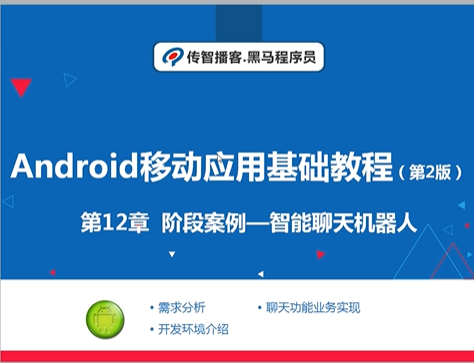 传智播客.黑马程序员
Android移动应用基础教程（第2版）
第12章 阶段案例—智能聊天机器人
• 需求分析 • 聊天功能业务实现
• 开发环境介绍